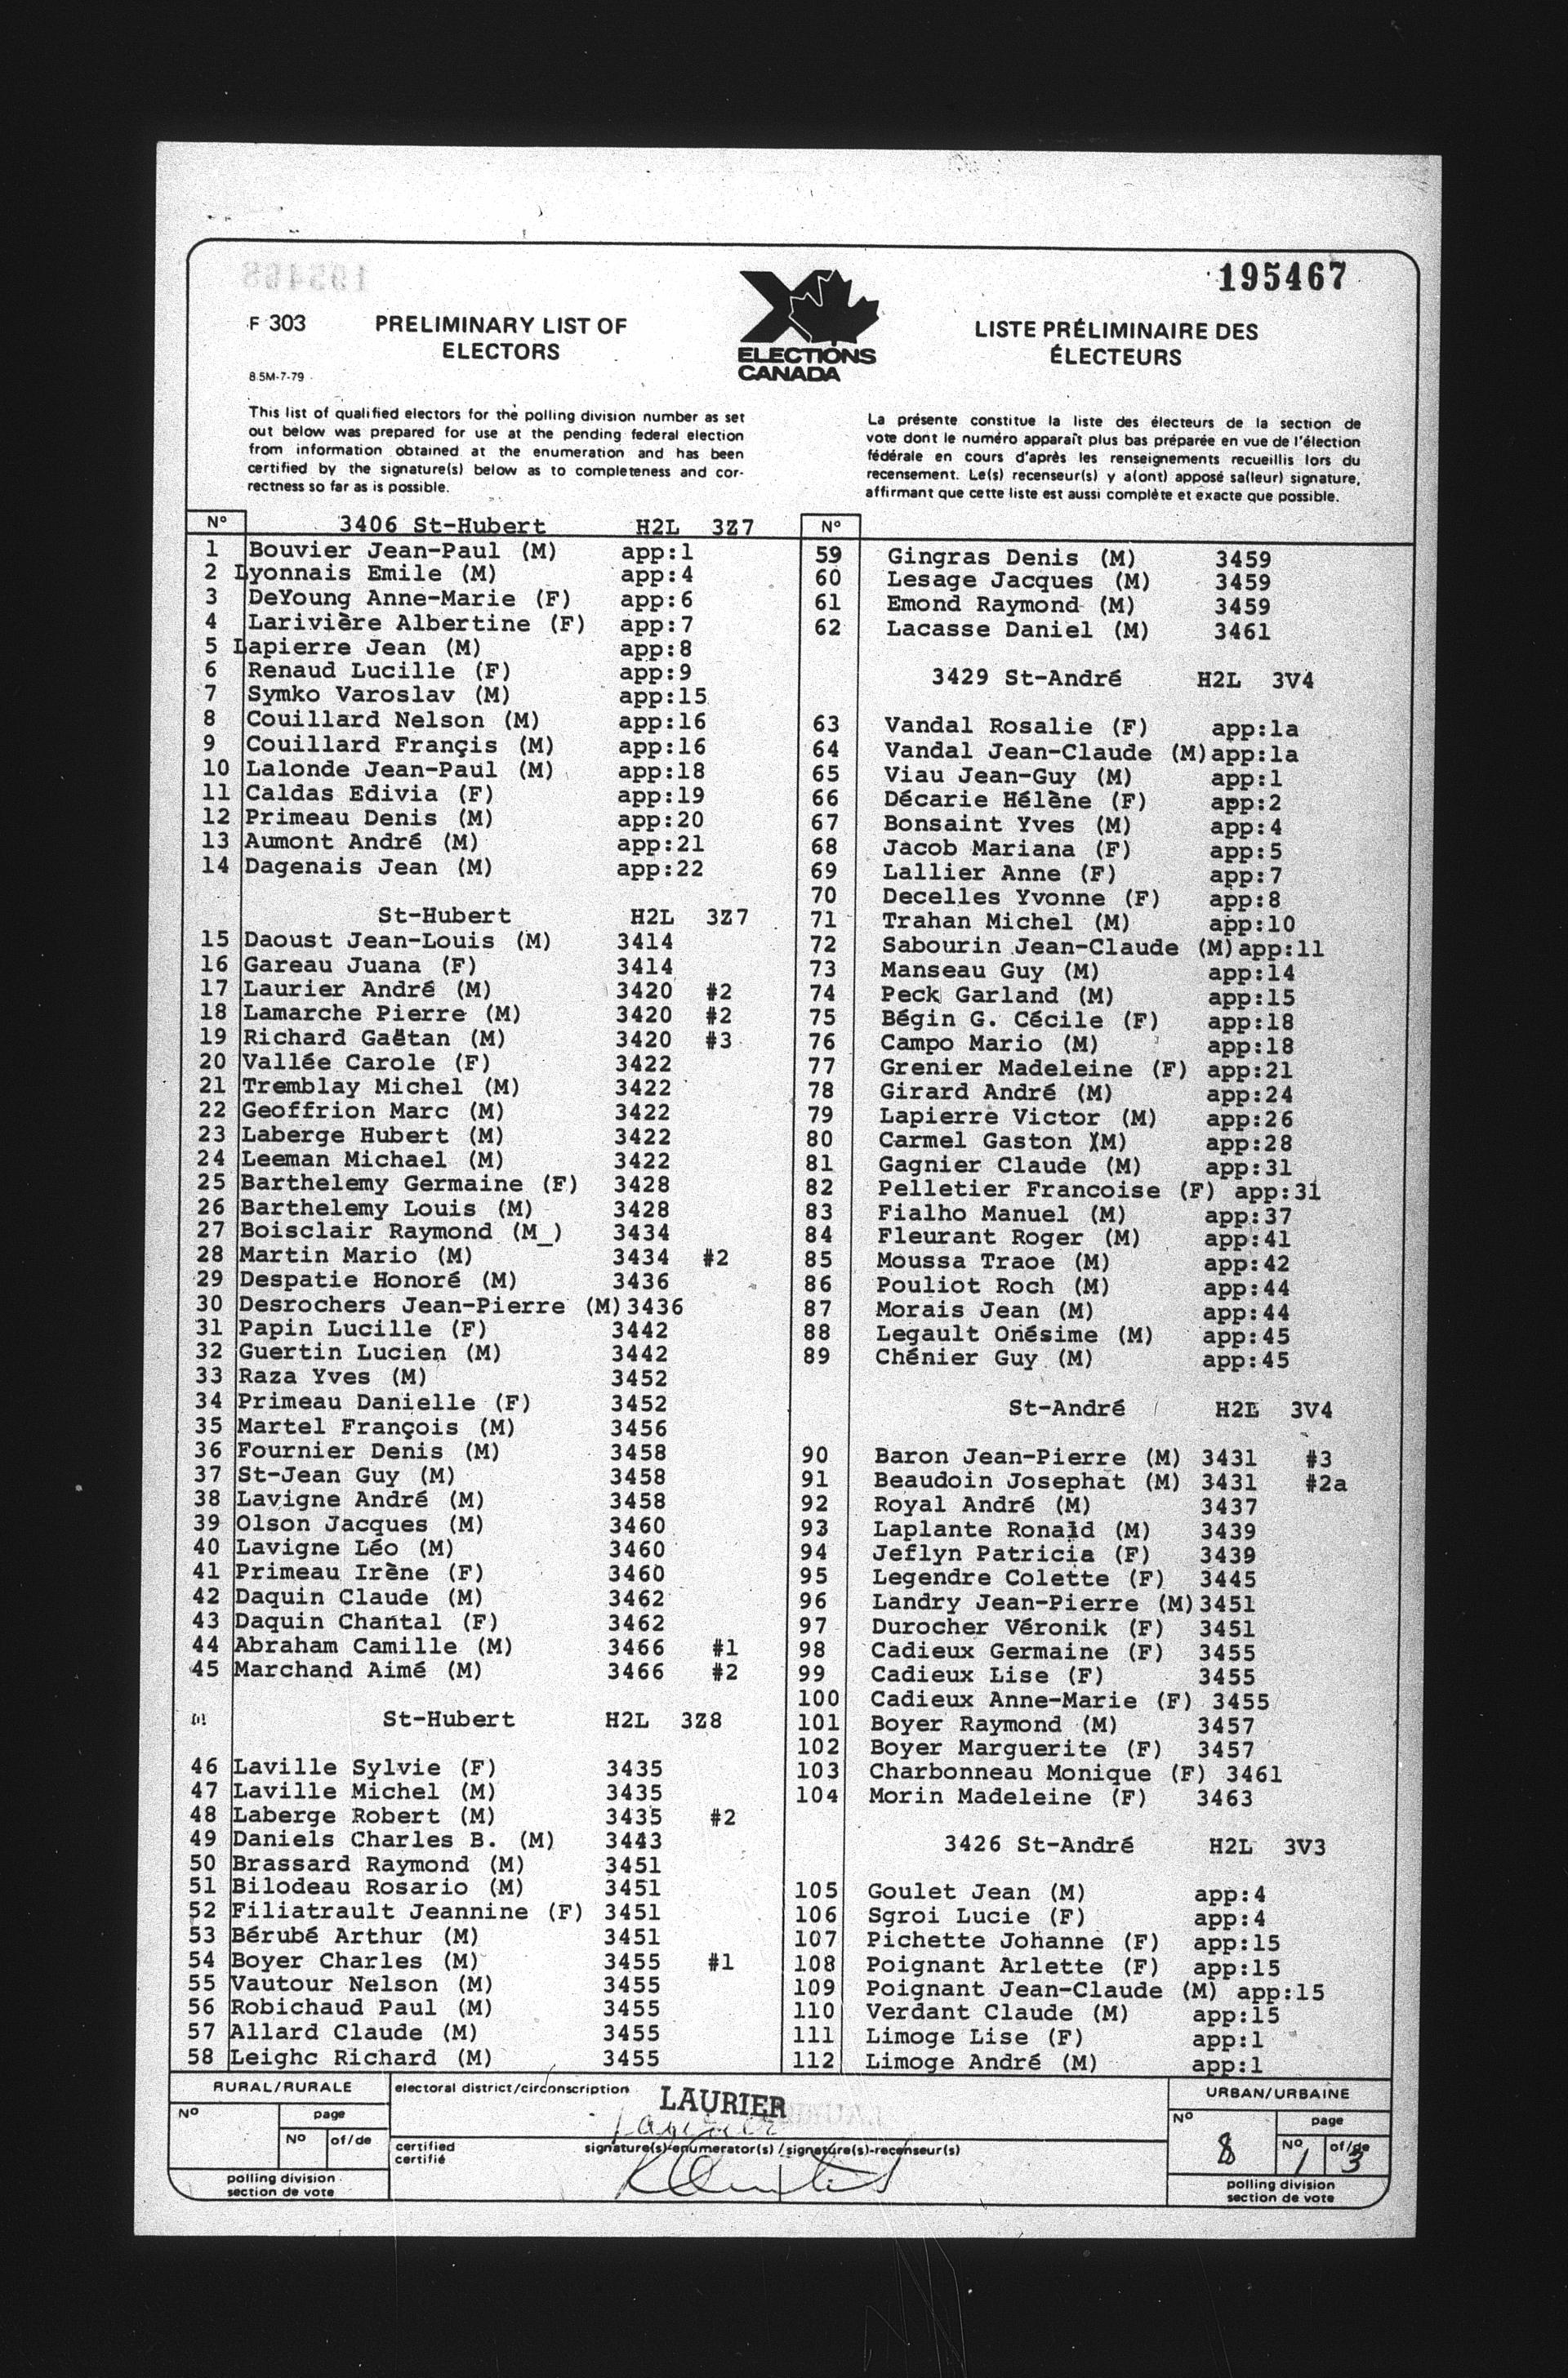 195467
F 303
PRELIMINARY LIST OF
ELECTORS
8.5M-7-79
ELECTIONS
CANADA
LISTE PRÉLIMINAIRE DES
ÉLECTEURS
This list of qualified electors for the polling division number as set
out below was prepared for use at the pending federal election
from information obtained at the enumeration and has been
certified by the signature(s) below as to completeness and cor-
rectness so far as is possible.
La présente constitue la liste des électeurs de la section de
vote dont le numéro apparaît plus bas préparée en vue de l'élection
fédérale en cours d'après les renseignements recueillis lors du
recensement. Le(s) recenseur(s) y a(ont) apposé sa(leur) signature,
affirmant que cette liste est aussi complète et exacte que possible.
Nº 3406 St-Hubert H2L 3Z7
1 Bouvier Jean-Paul (M) app:1
2 Lyonnais Emile (M) app:4
3 DeYoung Anne-Marie (F) app:6
4 Larivière Albertine (F) app:7
5 Lapierre Jean (M) app:8
6 Renaud Lucille (F) app:9
7 Symko Varoslav (M) app:15
8 Couillard Nelson (M) app:16
9 Couillard Françis (M) app:16
10 Lalonde Jean-Paul (M) app:18
11 Caldas Edivia (F) app:19
12 Primeau Denis (M) app:20
13 Aumont André (M) app:21
14 Dagenais Jean (M) app:22
St-Hubert H2L 3Z7
15 Daoust Jean-Louis (M) 3414
16 Gareau Juana (F) 3414
17 Laurier André (M) 3420 #2
18 Lamarche Pierre (M) 3420 #2
19 Richard Gaëtan (M) 3420 #3
20 Vallée Carole (F) 3422
21 Tremblay Michel (M) 3422
22 Geoffrion Marc (M) 3422
23 Laberge Hubert (M) 3422
24 Leeman Michael (M) 3422
25 Barthelemy Germaine (F) 3428
26 Barthelemy Louis (M) 3428
27 Boisclair Raymond (M_) 3434
28 Martin Mario (M) 3434 #2
29 Despatie Honoré (M) 3436
30 Desrochers Jean-Pierre (M) 3436
31 Papin Lucille (F) 3442
32 Guertin Lucien (M) 3442
33 Raza Yves (M) 3452
34 Primeau Danielle (F) 3452
35 Martel François (M) 3456
36 Fournier Denis (M) 3458
37 St-Jean Guy (M) 3458
38 Lavigne André (M) 3458
39 Olson Jacques (M) 3460
40 Lavigne Léo (M) 3460
41 Primeau Irène (F) 3460
42 Daquin Claude (M) 3462
43 Daquin Chantal (F) 3462
44 Abraham Camille (M) 3466 #1
45 Marchand Aimé (M) 3466 #2
St-Hubert H2L 3Z8
46 Laville Sylvie (F) 3435
47 Laville Michel (M) 3435
48 Laberge Robert (M) 3435 #2
49 Daniels Charles B. (M) 3443
50 Brassard Raymond (M) 3451
51 Bilodeau Rosario (M) 3451
52 Filiatrault Jeannine (F) 3451
53 Bérubé Arthur (M) 3451
54 Boyer Charles (M) 3455 #1
55 Vautour Nelson (M) 3455
56 Robichaud Paul (M) 3455
57 Allard Claude (M) 3455
58 Leighc Richard (M) 3455
Nº
59 Gingras Denis (M) 3459
60 Lesage Jacques (M) 3459
61 Emond Raymond (M) 3459
62 Lacasse Daniel (M) 3461
3429 St-André H2L 3V4
63 Vandal Rosalie (F) app:1a
64 Vandal Jean-Claude (M) app:1a
65 Viau Jean-Guy (M) app:1
66 Décarie Hélène (F) app:2
67 Bonsaint Yves (M) app:4
68 Jacob Mariana (F) app:5
69 Lallier Anne (F) app:7
70 Decelles Yvonne (F) app:8
71 Trahan Michel (M) app:10
72 Sabourin Jean-Claude (M) app:11
73 Manseau Guy (M) app:14
74 Peck Garland (M) app:15
75 Bégin G. Cécile (F) app:18
76 Campo Mario (M) app:18
77 Grenier Madeleine (F) app:21
78 Girard André (M) app:24
79 Lapierre Victor (M) app:26
80 Carmel Gaston (M) app:28
81 Gagnier Claude (M) app:31
82 Pelletier Francoise (F) app:31
83 Fialho Manuel (M) app:37
84 Fleurant Roger (M) app:41
85 Moussa Traoe (M) app:42
86 Pouliot Roch (M) app:44
87 Morais Jean (M) app:44
88 Legault Onésime (M) app:45
89 Chénier Guy (M) app:45
St-André H2L 3V4
90 Baron Jean-Pierre (M) 3431 #3
91 Beaudoin Josephat (M) 3431 #2a
92 Royal André (M) 3437
93 Laplante Ronald (M) 3439
94 Jeflyn Patricia (F) 3439
95 Legendre Colette (F) 3445
96 Landry Jean-Pierre (M) 3451
97 Durocher Véronik (F) 3451
98 Cadieux Germaine (F) 3455
99 Cadieux Lise (F) 3455
100 Cadieux Anne-Marie (F) 3455
101 Boyer Raymond (M) 3457
102 Boyer Marguerite (F) 3457
103 Charbonneau Monique (F) 3461
104 Morin Madeleine (F) 3463
3426 St-André H2L 3V3
105 Goulet Jean (M) app:4
106 Sgroi Lucie (F) app:4
107 Pichette Johanne (F) app:15
108 Poignant Arlette (F) app:15
109 Poignant Jean-Claude (M) app:15
110 Verdant Claude (M) app:15
111 Limoge Lise (F) app:1
112 Limoge André (M) app:1
RURAL/RURALE
Nº page
Nº of/de
polling division
section de vote
electoral district/circonscription
LAURIER
Laurier
certified
certifié
signature(s)-enumerator(s) / signature(s)-recenseur(s)
URBAN/URBAINE
Nº 8 page
Nº 1 of/de 3
polling division
section de vote